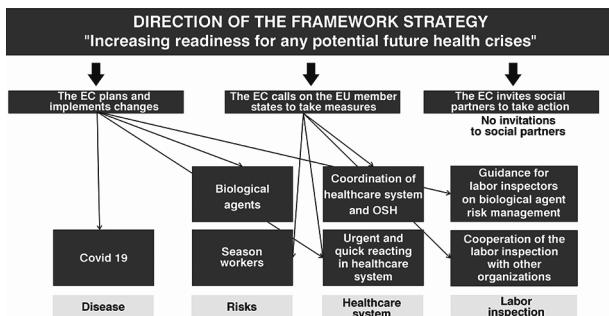 DIRECTION OF THE FRAMEWORK STRATEGY
"Increasing readiness for any potential future health crises"
The EC plans and
implements changes
The EC calls on the EU member
states to take measures
The EC invites social
partners to take action
No invitations
to social partners
Biological
agents
Coordination of
healthcare system
and OSH
Guidance for
labor inspectors
on biological agent
risk management
Covid 19
Season
workers
Urgent and
quick reacting
in healthcare
system
Cooperation of the
labor inspection
with other
organizations
Disease
Risks
Healthcare
system
Labor
inspection